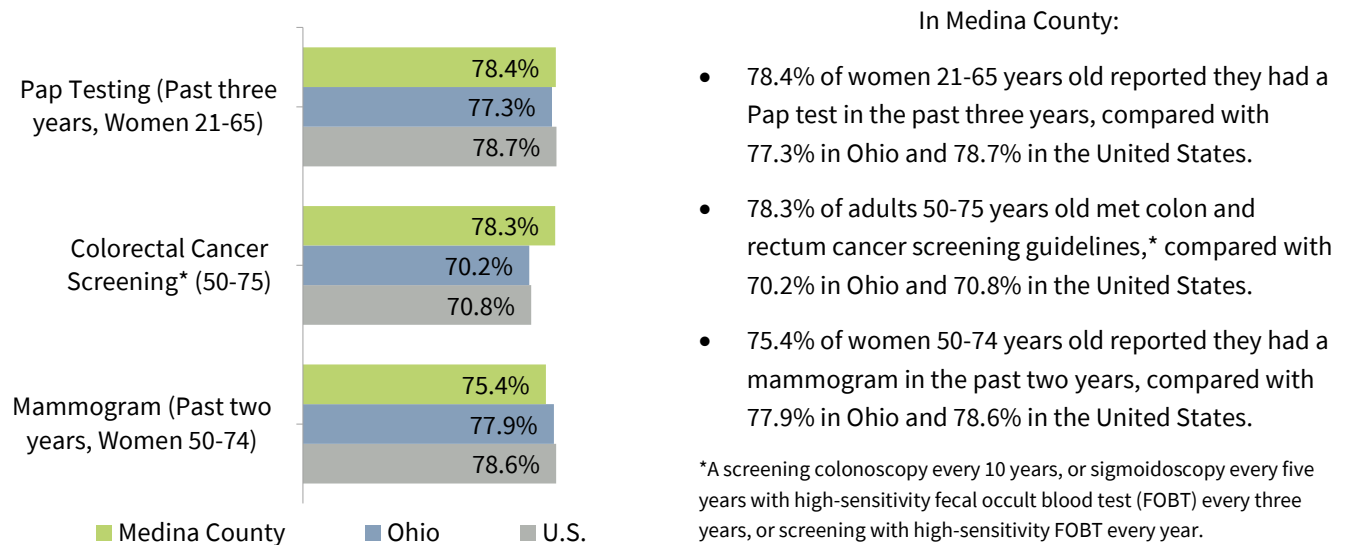 Pap Testing (Past three
years, Women 21-65)
78.4%
77.3%
78.7%
Colorectal Cancer
Screening* (50-75)
78.3%
70.2%
70.8%
Mammogram (Past two
years, Women 50-74)
75.4%
77.9%
78.6%
Medina County
Ohio
U.S.
In Medina County:
• 78.4% of women 21-65 years old reported they had a
Pap test in the past three years, compared with
77.3% in Ohio and 78.7% in the United States.
• 78.3% of adults 50-75 years old met colon and
rectum cancer screening guidelines,* compared with
70.2% in Ohio and 70.8% in the United States.
• 75.4% of women 50-74 years old reported they had a
mammogram in the past two years, compared with
77.9% in Ohio and 78.6% in the United States.
*A screening colonoscopy every 10 years, or sigmoidoscopy every five
years with high-sensitivity fecal occult blood test (FOBT) every three
years, or screening with high-sensitivity FOBT every year.